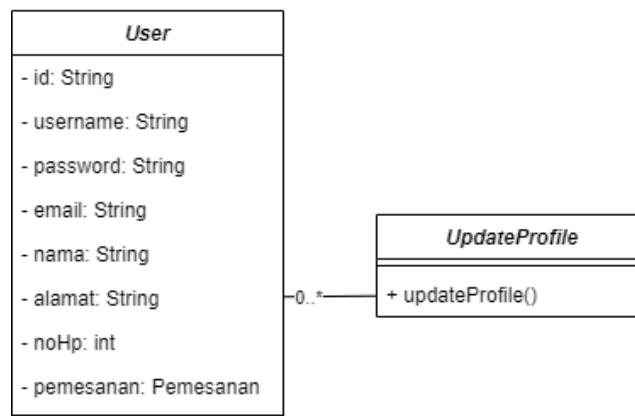 User
- id: String
- username: String
- password: String
- email: String
- nama: String
- alamat: String
- noHp: int
- pemesanan: Pemesanan
0..*
UpdateProfile
+ updateProfile()